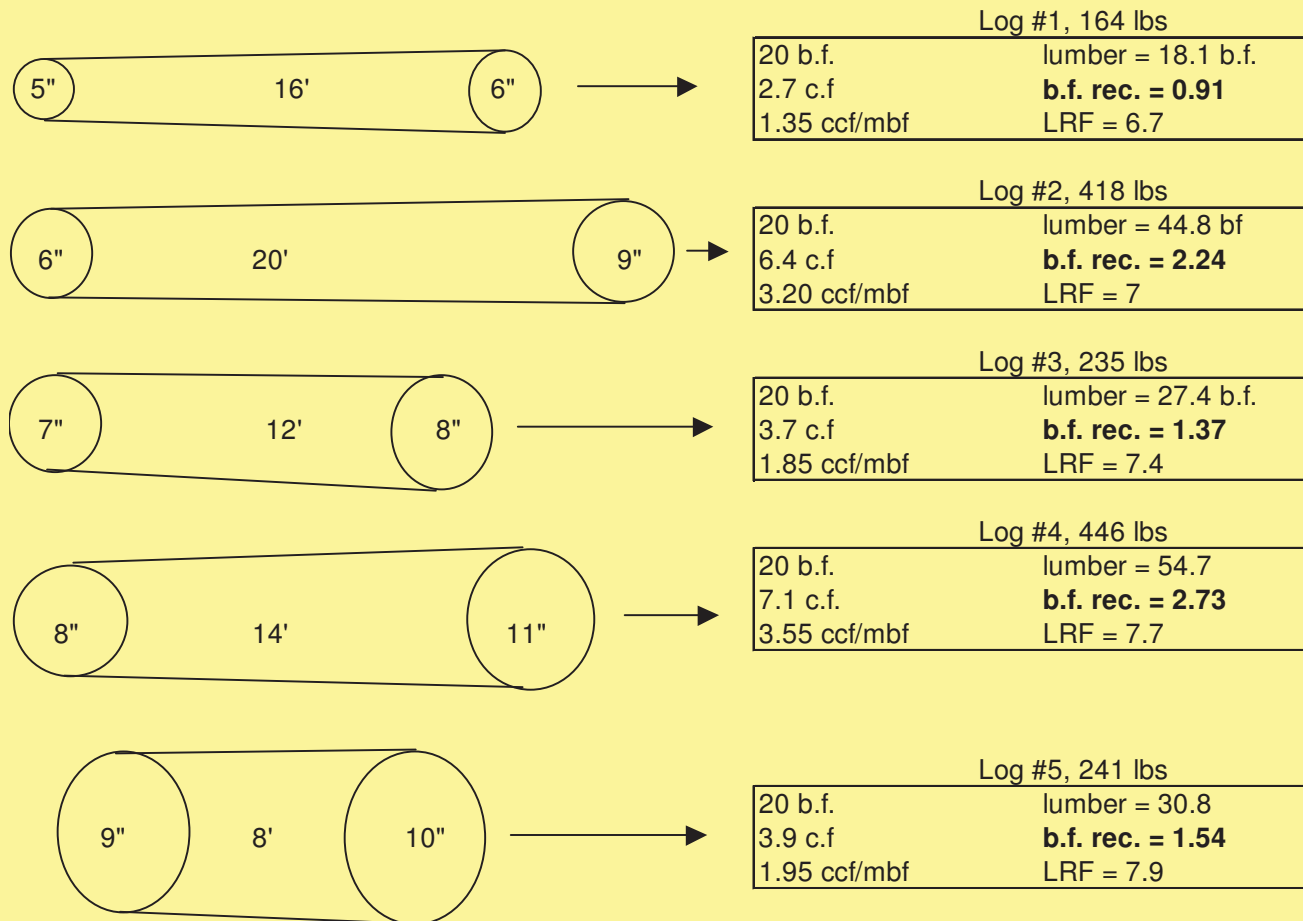 Log #1, 164 lbs
5" 16' 6"
20 b.f. lumber = 18.1 b.f.
2.7 c.f b.f. rec. = 0.91
1.35 ccf/mbf LRF = 6.7
Log #2, 418 lbs
6" 20' 9"
20 b.f. lumber = 44.8 bf
6.4 c.f b.f. rec. = 2.24
3.20 ccf/mbf LRF = 7
Log #3, 235 lbs
7" 12' 8"
20 b.f. lumber = 27.4 b.f.
3.7 c.f b.f. rec. = 1.37
1.85 ccf/mbf LRF = 7.4
Log #4, 446 lbs
8" 14' 11"
20 b.f. lumber = 54.7
7.1 c.f. b.f. rec. = 2.73
3.55 ccf/mbf LRF = 7.7
Log #5, 241 lbs
9" 8' 10"
20 b.f. lumber = 30.8
3.9 c.f b.f. rec. = 1.54
1.95 ccf/mbf LRF = 7.9